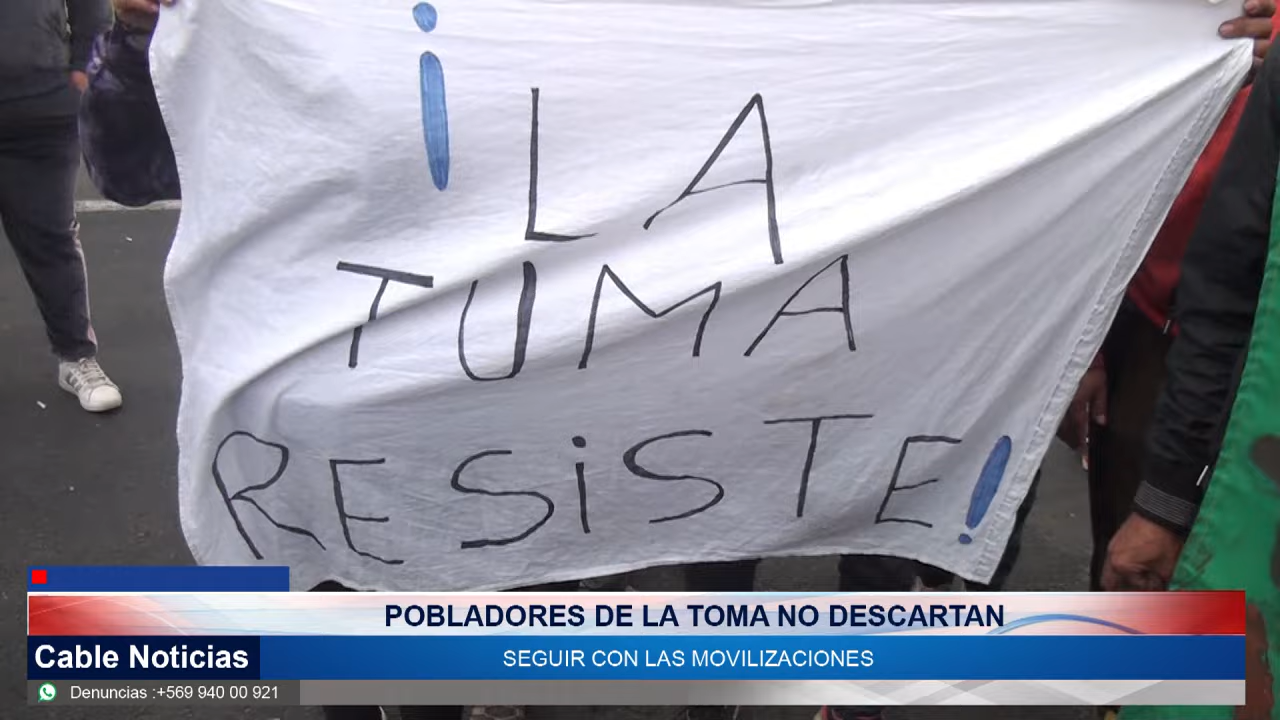 ¡LA
TUMA
RESiSTE!
POBLADORES DE LA TOMA NO DESCARTAN
Cable Noticias
SEGUIR CON LAS MOVILIZACIONES
Denuncias :+569 940 00 921